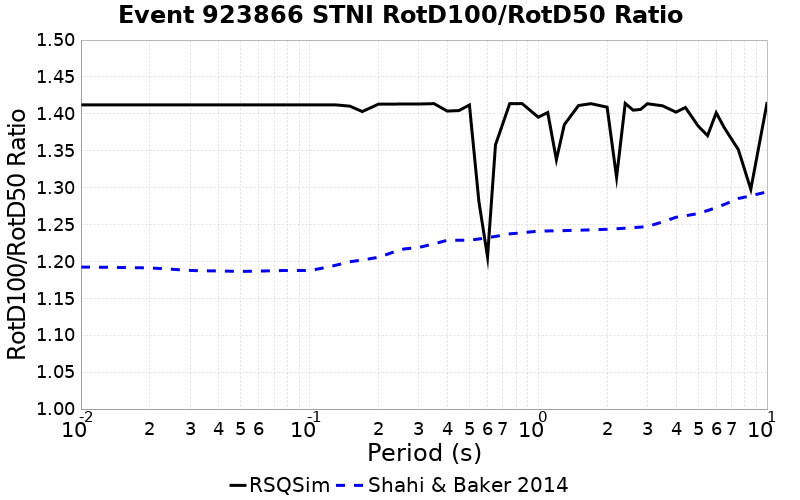 Event 923866 STNI RotD100/RotD50 Ratio
RotD100/RotD50 Ratio
1.50
1.45
1.40
1.35
1.30
1.25
1.20
1.15
1.10
1.05
1.00
10-2 2 3 4 5 6 10-1 2 3 4 5 6 7 100 2 3 4 5 6 7 101
Period (s)
RSQSim Shahi & Baker 2014